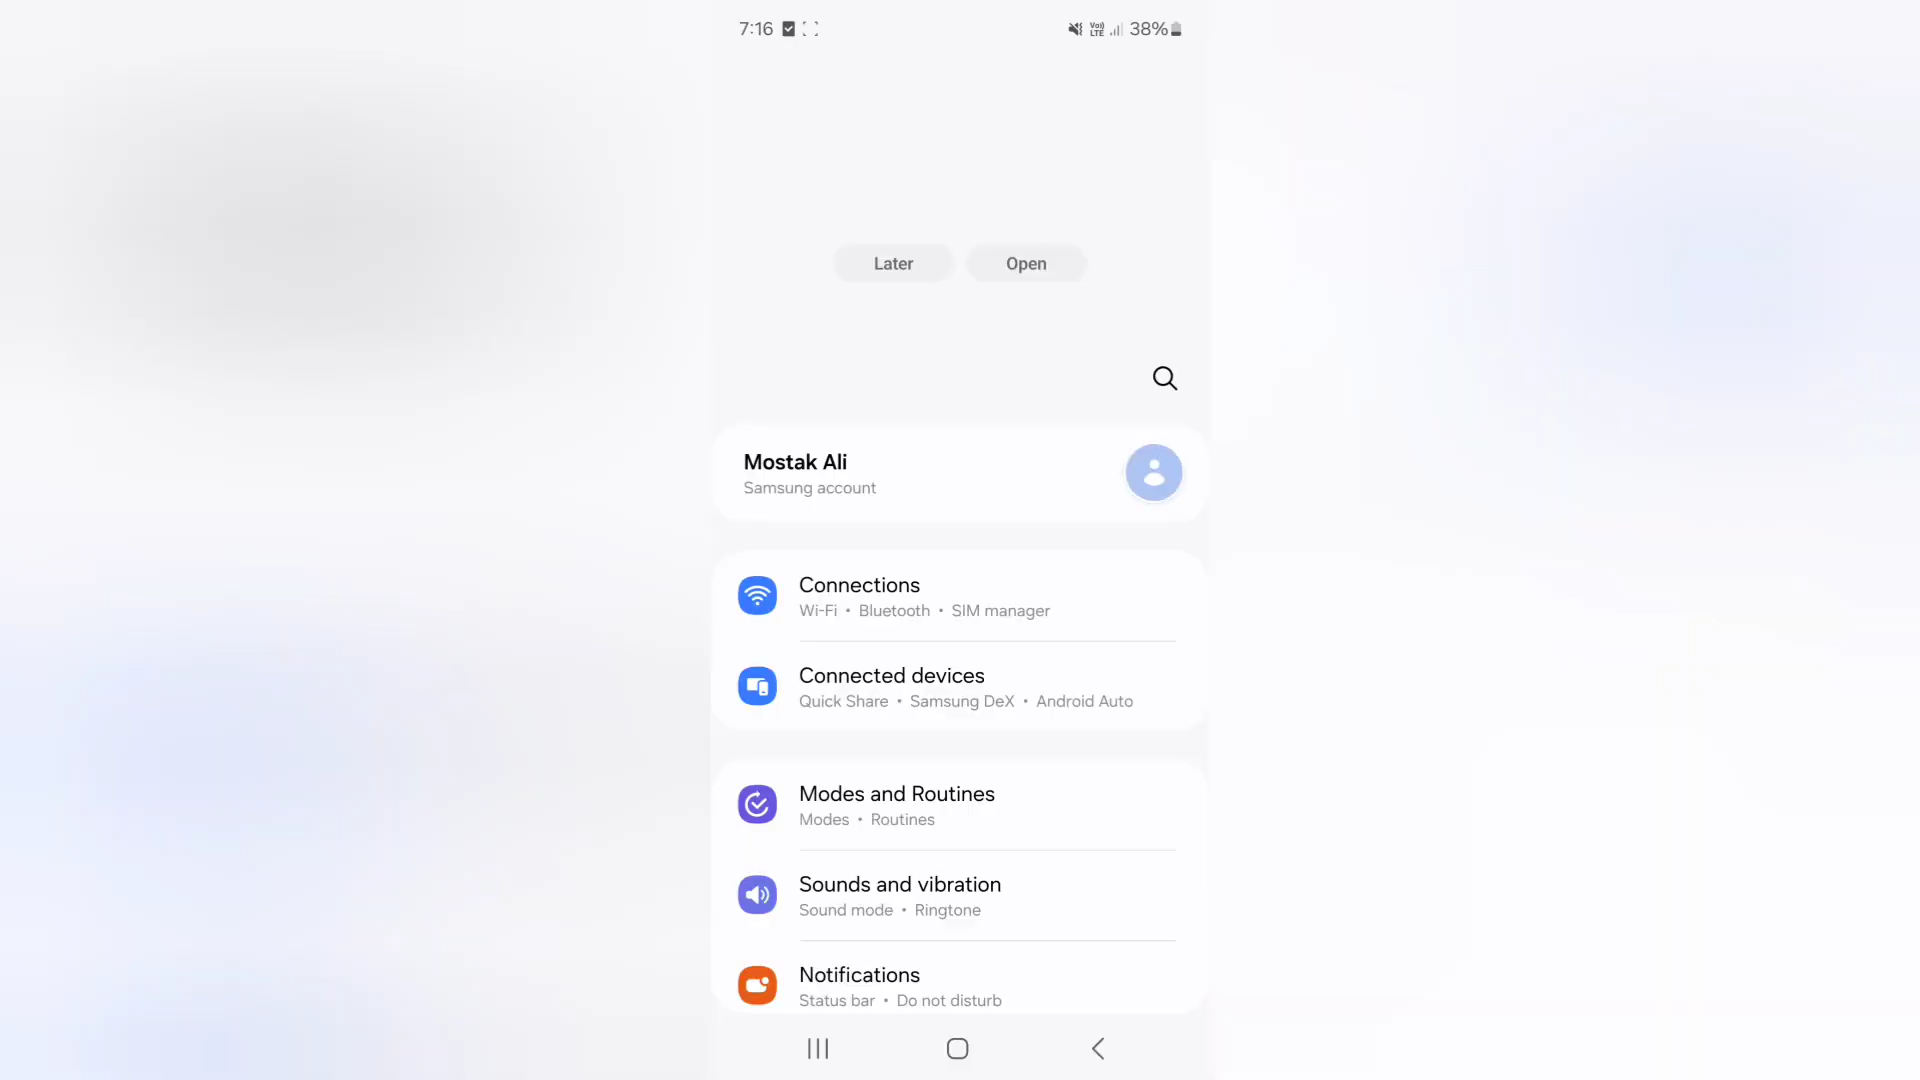 7:16
Vo)) LTE 38%
Later Open
Mostak Ali
Samsung account
Connections
Wi-Fi • Bluetooth • SIM manager
Connected devices
Quick Share • Samsung DeX • Android Auto
Modes and Routines
Modes • Routines
Sounds and vibration
Sound mode • Ringtone
Notifications
Status bar • Do not disturb